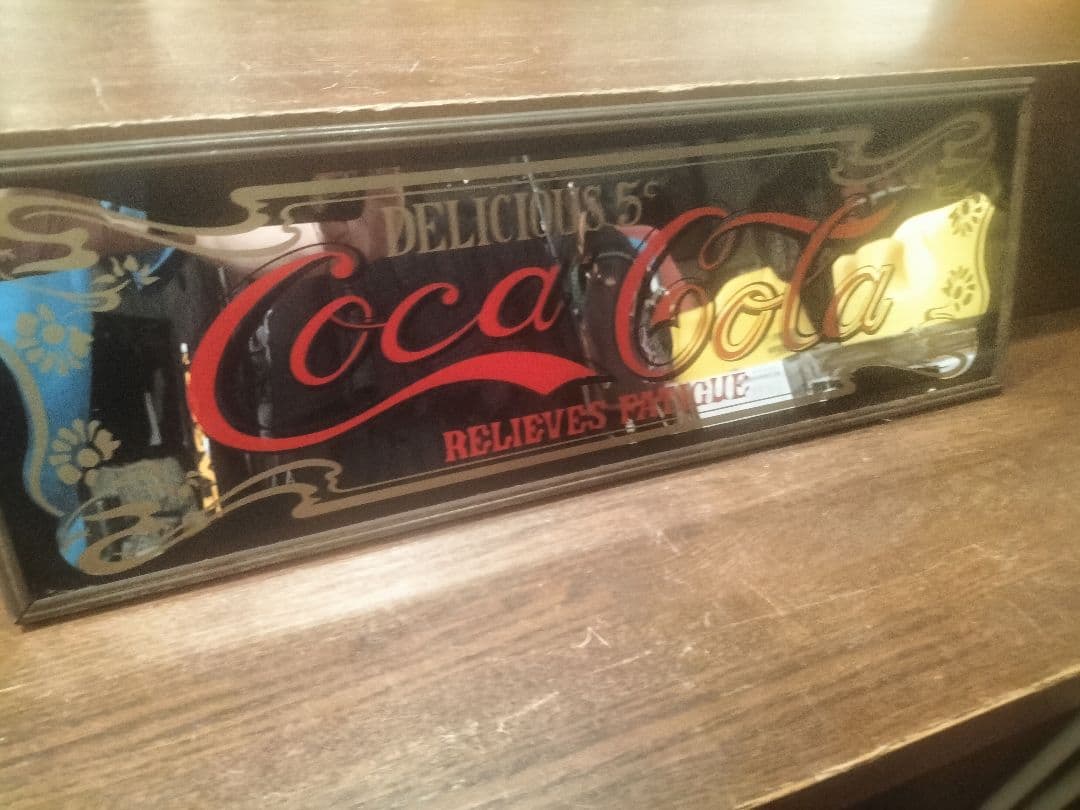 DELICIOUS 5¢
Coca Cola
RELIEVES FATIGUE